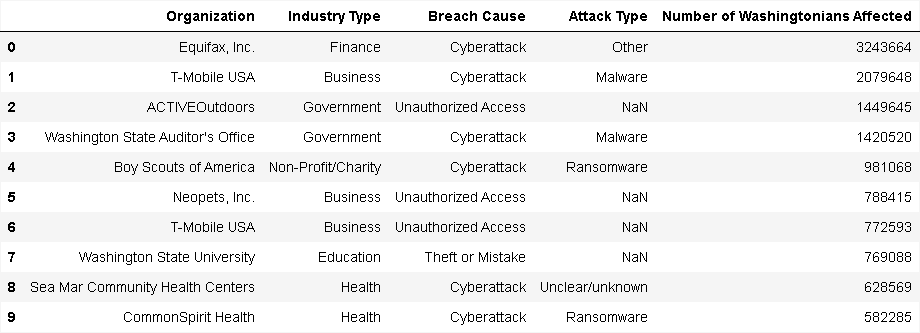 Organization Industry Type Breach Cause Attack Type Number of Washingtonians Affected
0 Equifax, Inc. Finance Cyberattack Other 3243664
1 T-Mobile USA Business Cyberattack Malware 2079648
2 ACTIVEOutdoors Government Unauthorized Access NaN 1449645
3 Washington State Auditor's Office Government Cyberattack Malware 1420520
4 Boy Scouts of America Non-Profit/Charity Cyberattack Ransomware 981068
5 Neopets, Inc. Business Unauthorized Access NaN 788415
6 T-Mobile USA Business Unauthorized Access NaN 772593
7 Washington State University Education Theft or Mistake NaN 769088
8 Sea Mar Community Health Centers Health Cyberattack Unclear/unknown 628569
9 CommonSpirit Health Health Cyberattack Ransomware 582285